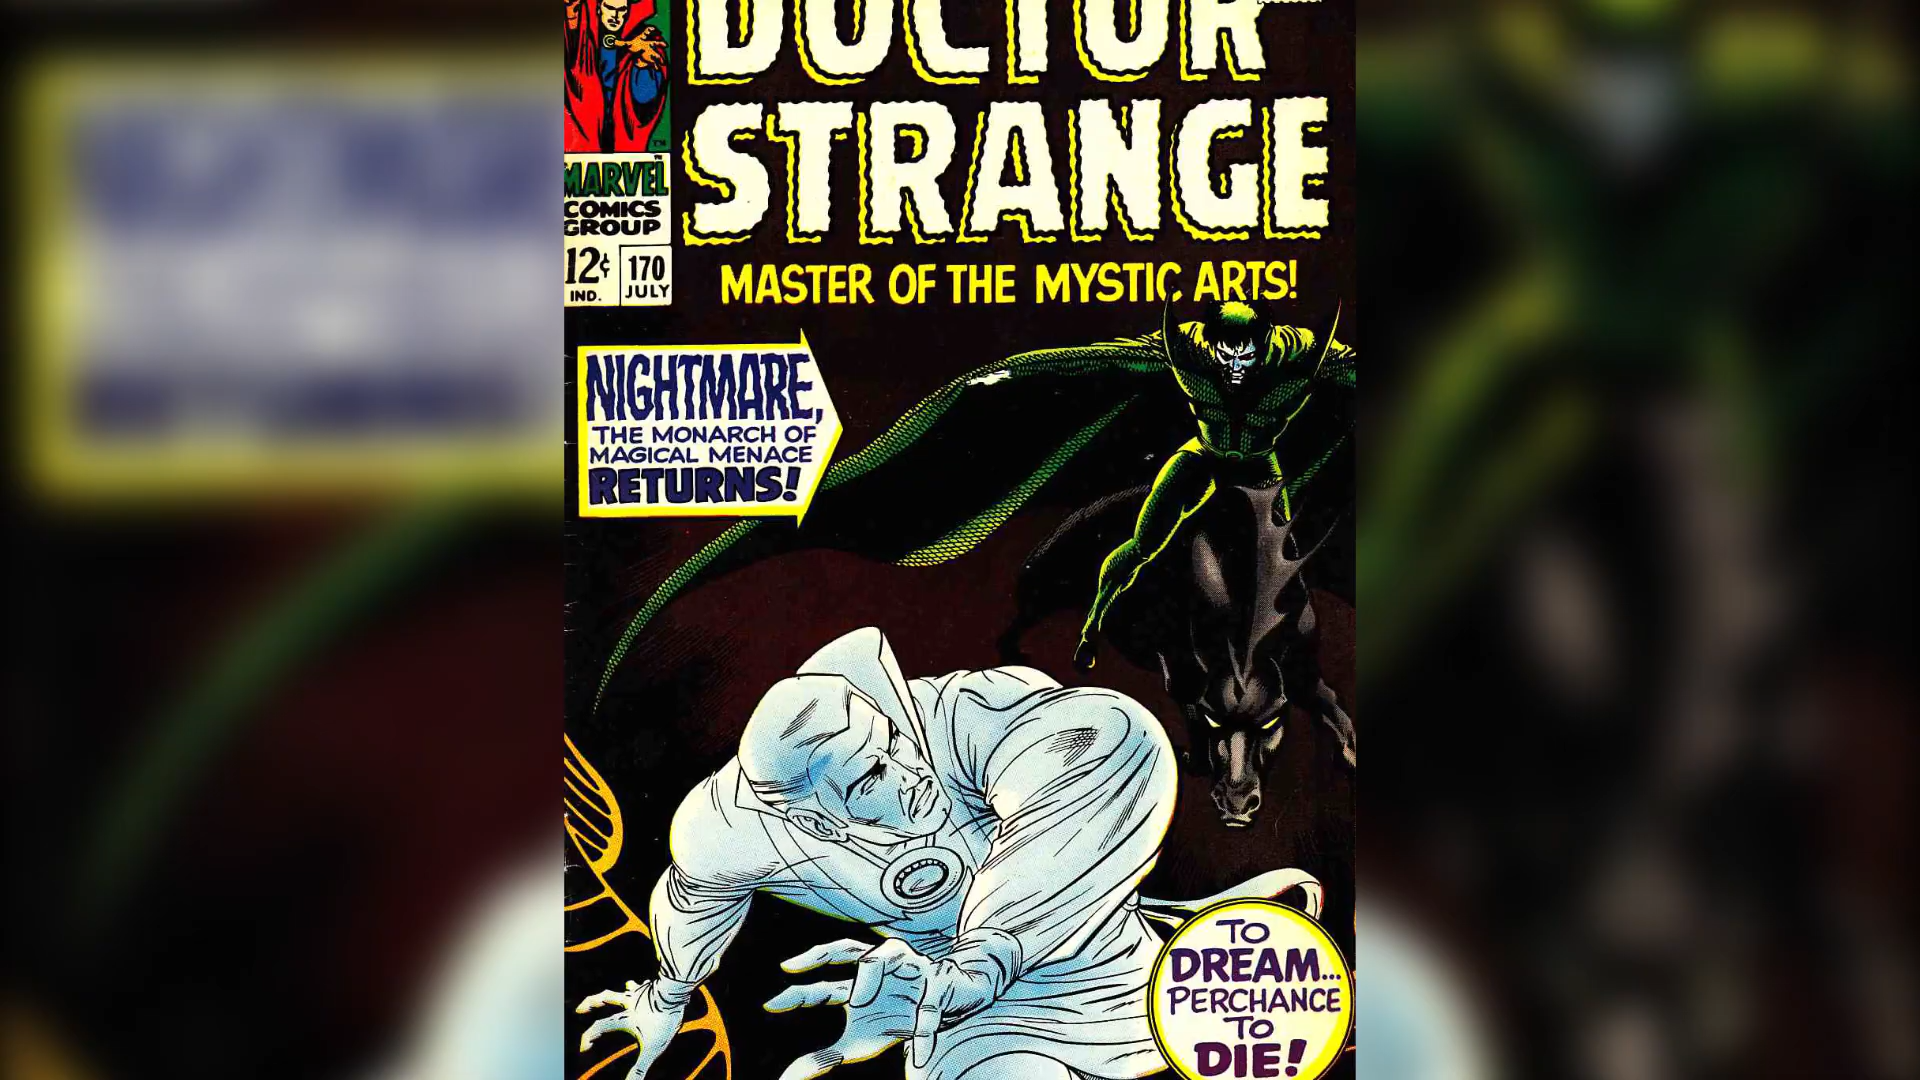 DOCTOR
STRANGE
MASTER OF THE MYSTIC ARTS!
MARVEL
COMICS
GROUP
12¢
IND.
170
JULY
NIGHTMARE,
THE MONARCH OF
MAGICAL MENACE
RETURNS!
TO
DREAM...
PERCHANCE
TO
DIE!